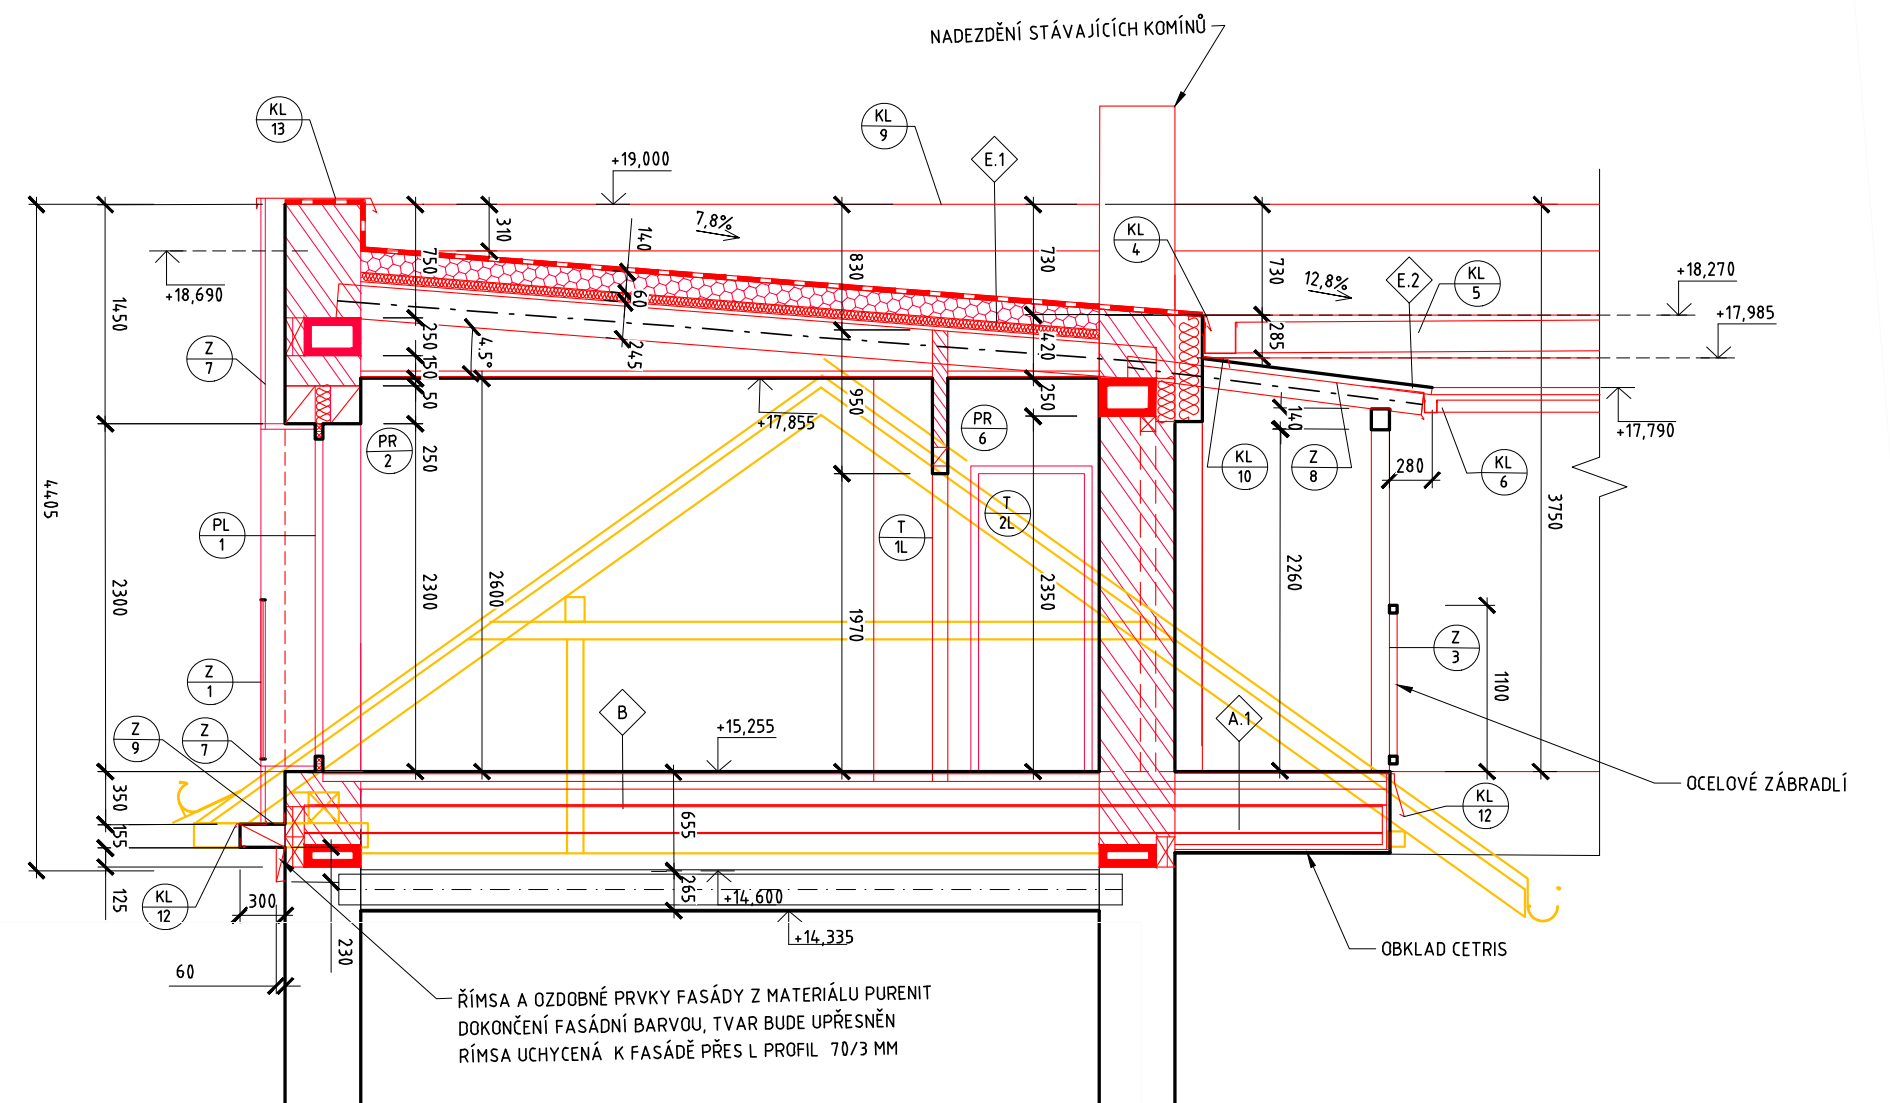 NADEZDĚNÍ STÁVAJÍCÍCH KOMÍNŮ
KL
13
KL
9
E.1
+19,000
7,8%
KL
4
12,8%
E.2
KL
5
+18,270
+17,985
+18,690
310
750
140
830
730
730
1450
60
250
150
50
4.5°
245
420
285
Z
7
250
950
250
140
+17,855
+17,790
PR
2
PR
6
KL
10
Z
8
280
KL
6
4405
PL
1
T
1L
T
2L
3750
2300
2300
2600
1970
2350
2260
Z
1
Z
3
1100
Z
9
Z
7
B
+15,255
A.1
OCELOVÉ ZÁBRADLÍ
350
155
125
655
KL
12
KL
12
300
265
+14,600
+14,335
230
60
OBKLAD CETRIS
ŘÍMSA A OZDOBNÉ PRVKY FASÁDY Z MATERIÁLU PURENIT
DOKONČENÍ FASÁDNÍ BARVOU, TVAR BUDE UPŘESNĚN
RÍMSA UCHYCENÁ K FASÁDĚ PŘES L PROFIL 70/3 MM